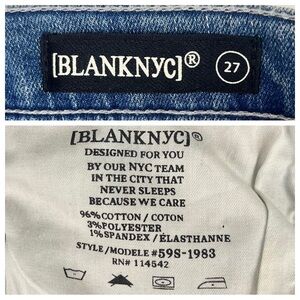 [BLANKNYC]® 27
[BLANKNYC]®
DESIGNED FOR YOU
BY OUR NYC TEAM
IN THE CITY THAT
NEVER SLEEPS
BECAUSE WE CARE
96% COTTON / COTON
3% POLYESTER
1% SPANDEX / ÉLASTHANNE
STYLE/MODELE #59S-1983
RN# 114542